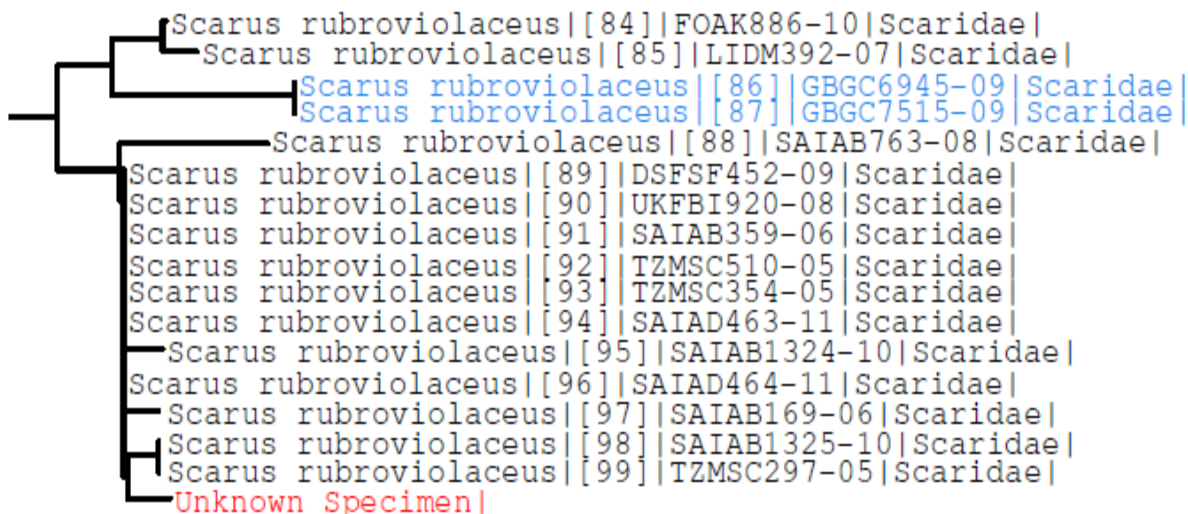 Scarus rubroviolaceus|[84]|FOAK886-10|Scaridae|
Scarus rubroviolaceus|[85]|LIDM392-07|Scaridae|
Scarus rubroviolaceus|[86]|GBGC6945-09|Scaridae|
Scarus rubroviolaceus|[87]|GBGC7515-09|Scaridae|
Scarus rubroviolaceus|[88]|SAIAB763-08|Scaridae|
Scarus rubroviolaceus|[89]|DSFSF452-09|Scaridae|
Scarus rubroviolaceus|[90]|UKFBI920-08|Scaridae|
Scarus rubroviolaceus|[91]|SAIAB359-06|Scaridae|
Scarus rubroviolaceus|[92]|TZMSC510-05|Scaridae|
Scarus rubroviolaceus|[93]|TZMSC354-05|Scaridae|
Scarus rubroviolaceus|[94]|SAIAD463-11|Scaridae|
Scarus rubroviolaceus|[95]|SAIAB1324-10|Scaridae|
Scarus rubroviolaceus|[96]|SAIAD464-11|Scaridae|
Scarus rubroviolaceus|[97]|SAIAB169-06|Scaridae|
Scarus rubroviolaceus|[98]|SAIAB1325-10|Scaridae|
Scarus rubroviolaceus|[99]|TZMSC297-05|Scaridae|
Unknown Specimen|